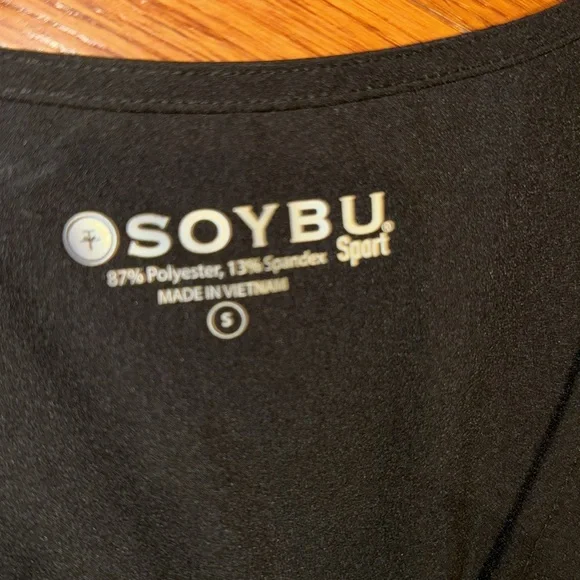 SOYBU®
Sport
87% Polyester, 13% Spandex
MADE IN VIETNAM
S